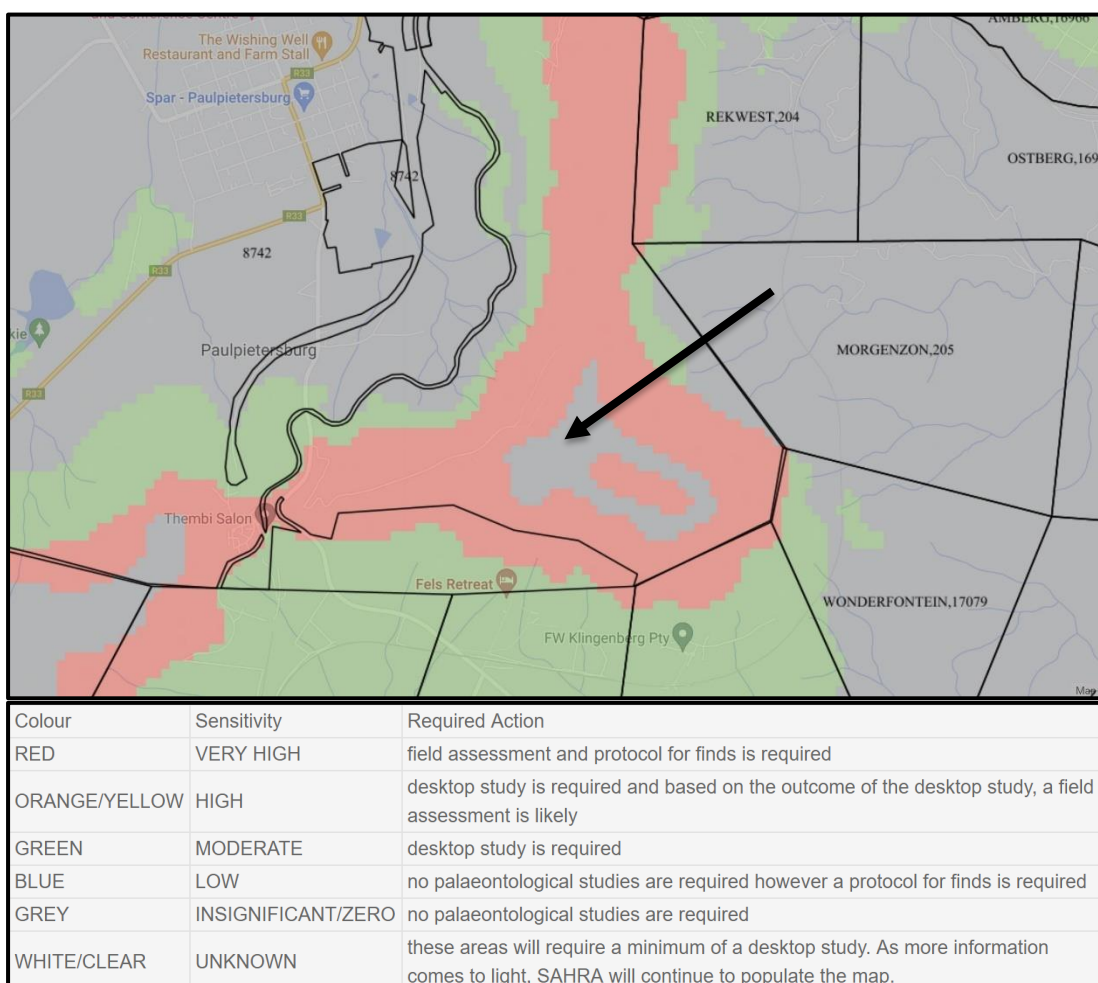 AMBERG,16966
The Wishing Well
Restaurant and Farm Stall
R33
Spar - Paulpietersburg
REKWEST,204
OSTBERG,169
8742
R33
8742
R33
kie
Paulpietersburg
MORGENZON,205
R33
Thembi Salon
Fels Retreat
WONDERFONTEIN,17079
FW Klingenberg Pty
Map
Colour Sensitivity Required Action
RED VERY HIGH field assessment and protocol for finds is required
ORANGE/YELLOW HIGH desktop study is required and based on the outcome of the desktop study, a field
assessment is likely
GREEN MODERATE desktop study is required
BLUE LOW no palaeontological studies are required however a protocol for finds is required
GREY INSIGNIFICANT/ZERO no palaeontological studies are required
WHITE/CLEAR UNKNOWN these areas will require a minimum of a desktop study. As more information
comes to light, SAHRA will continue to populate the map.